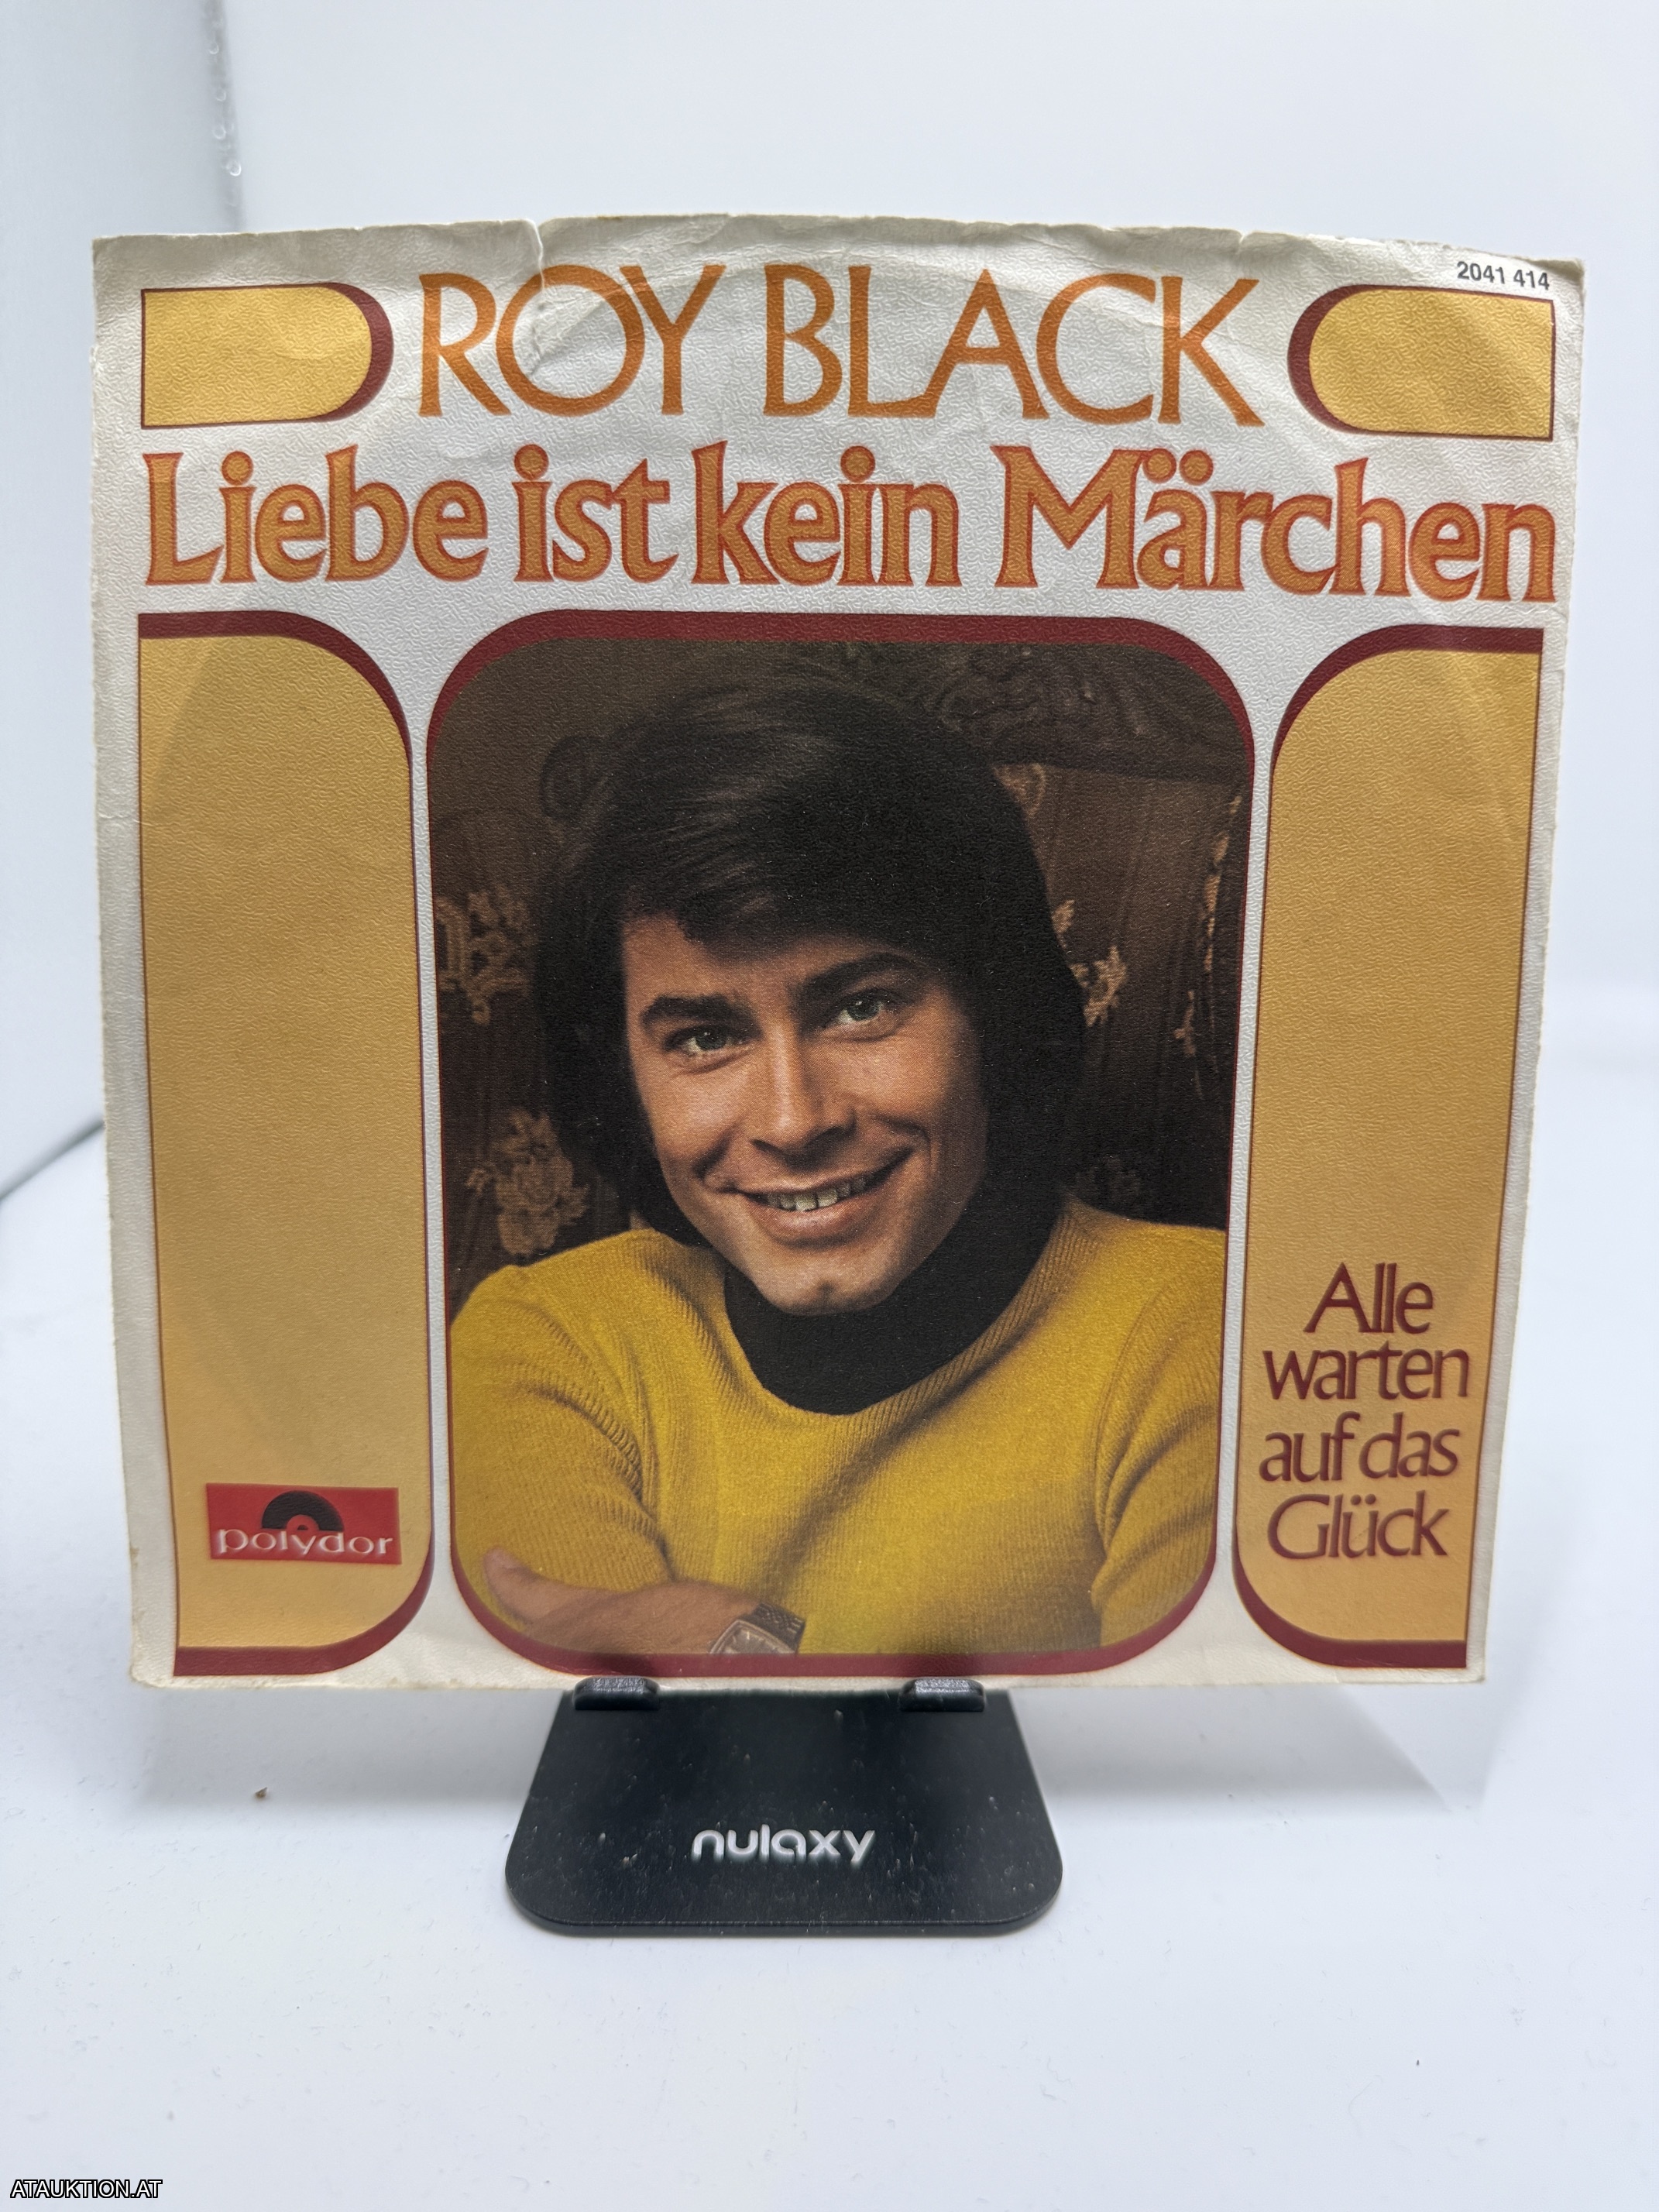 2041 414
ROY BLACK
Liebe ist kein Märchen
Alle
warten
auf das
Glück
polydor
nulaxy
ATAUKTION.AT